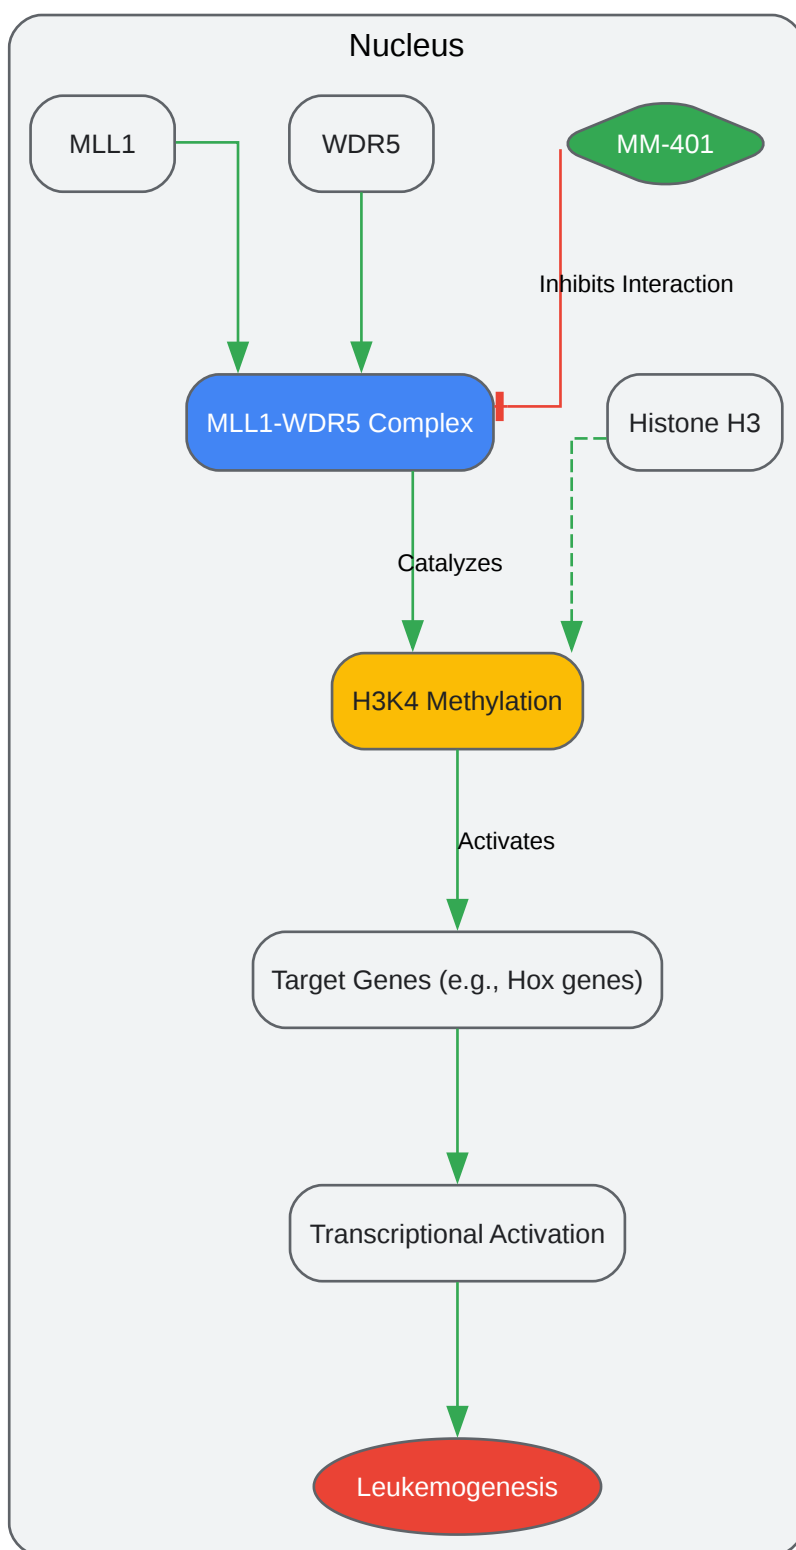 Nucleus
MLL1
WDR5
MM-401
Inhibits Interaction
MLL1-WDR5 Complex
Histone H3
Catalyzes
H3K4 Methylation
Activates
Target Genes (e.g., Hox genes)
Transcriptional Activation
Leukemogenesis